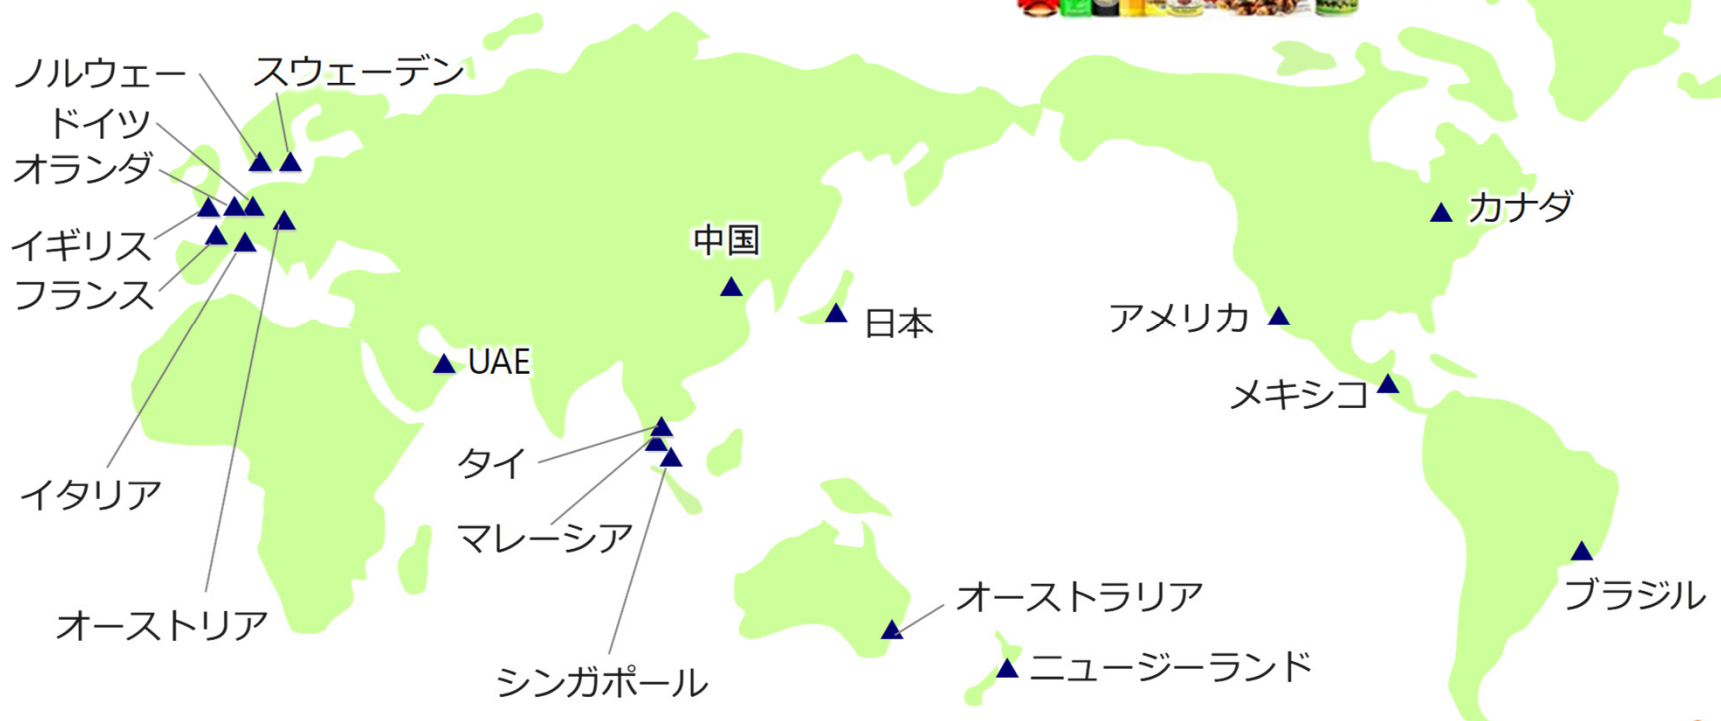 ノルウェー
スウェーデン
ドイツ
オランダ
イギリス
フランス
中国
日本
UAE
アメリカ
カナダ
メキシコ
イタリア
タイ
マレーシア
オーストリア
シンガポール
オーストラリア
ニュージーランド
ブラジル